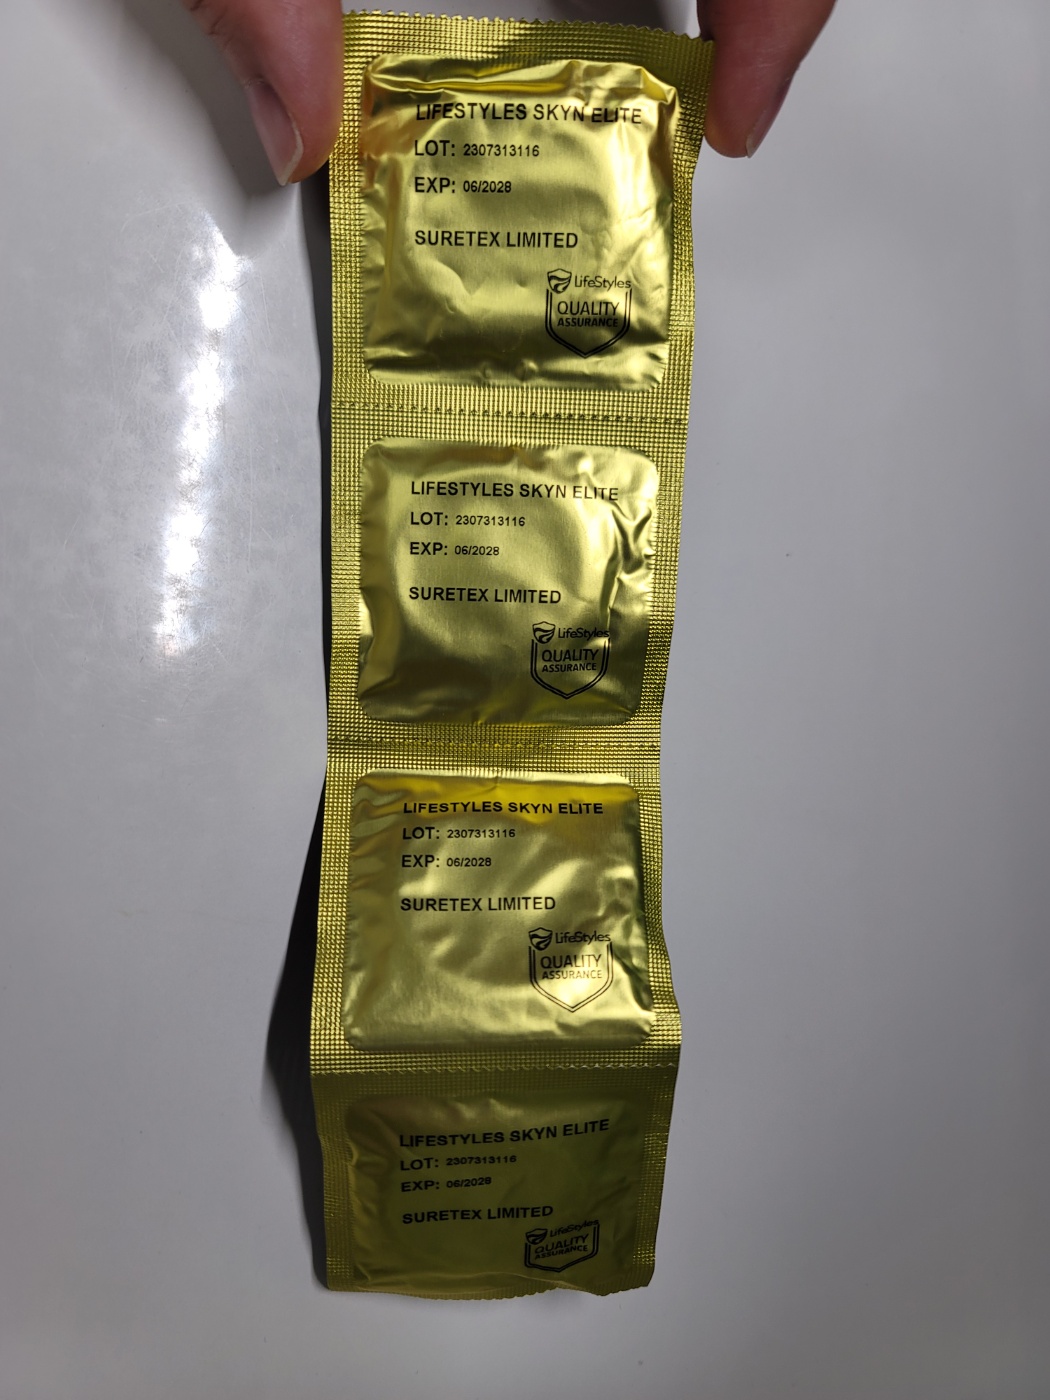 LIFESTYLES SKYN ELITE
LOT: 2307313116
EXP: 06/2028
SURETEX LIMITED
LifeStyles
QUALITY
ASSURANCE
LIFESTYLES SKYN ELITE
LOT: 2307313116
EXP: 06/2028
SURETEX LIMITED
LifeStyles
QUALITY
ASSURANCE
LIFESTYLES SKYN ELITE
LOT: 2307313116
EXP: 06/2028
SURETEX LIMITED
LifeStyles
QUALITY
ASSURANCE
LIFESTYLES SKYN ELITE
LOT: 2307313116
EXP: 06/2028
SURETEX LIMITED
LifeStyles
QUALITY
ASSURANCE